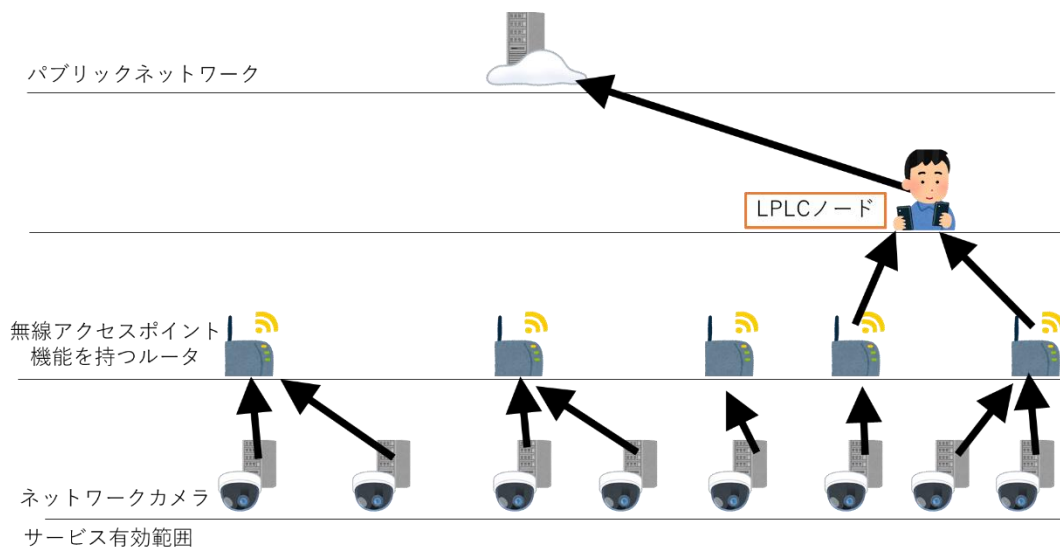 パブリックネットワーク
LPLCノード
無線アクセスポイント
機能を持つルータ
ネットワークカメラ
サービス有効範囲